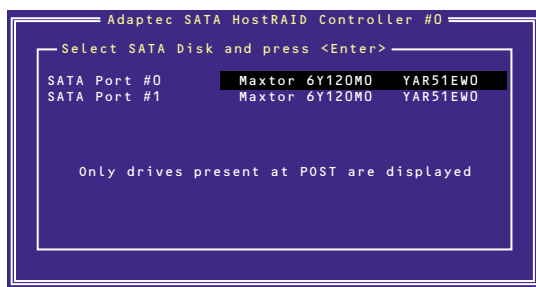 Adaptec SATA HostRAID Controller #0
Select SATA Disk and press <Enter>
SATA Port #0 Maxtor 6Y120M0 YAR51EW0
SATA Port #1 Maxtor 6Y120M0 YAR51EW0
Only drives present at POST are displayed